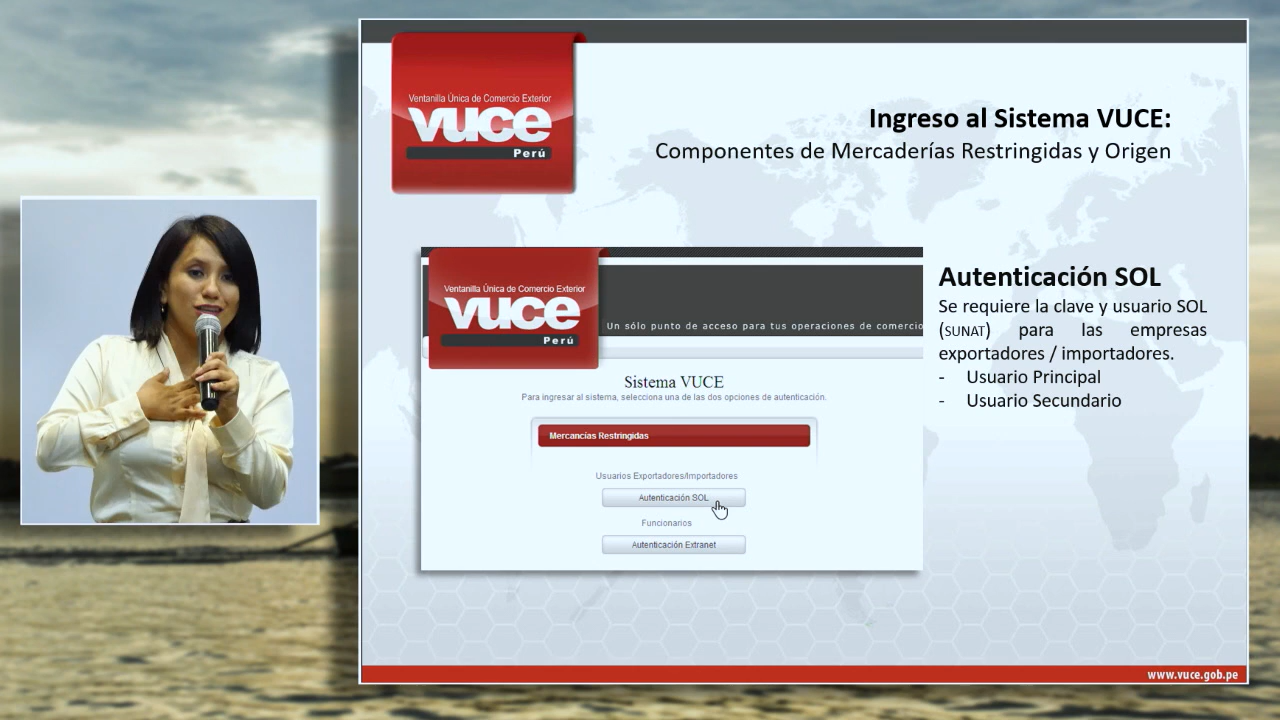 Ventanilla Única de Comercio Exterior
vuce
Perú
Ingreso al Sistema VUCE:
Componentes de Mercaderías Restringidas y Origen
Ventanilla Única de Comercio Exterior
vuce
Perú
Un sólo punto de acceso para tus operaciones de comercio
Sistema VUCE
Para ingresar al sistema, selecciona una de las dos opciones de autenticación.
Mercancías Restringidas
Usuarios Exportadores/Importadores
Autenticación SOL
Funcionarios
Autenticación Extranet
Autenticación SOL
Se requiere la clave y usuario SOL
(SUNAT) para las empresas
exportadores / importadores.
- Usuario Principal
- Usuario Secundario
www.vuce.gob.pe